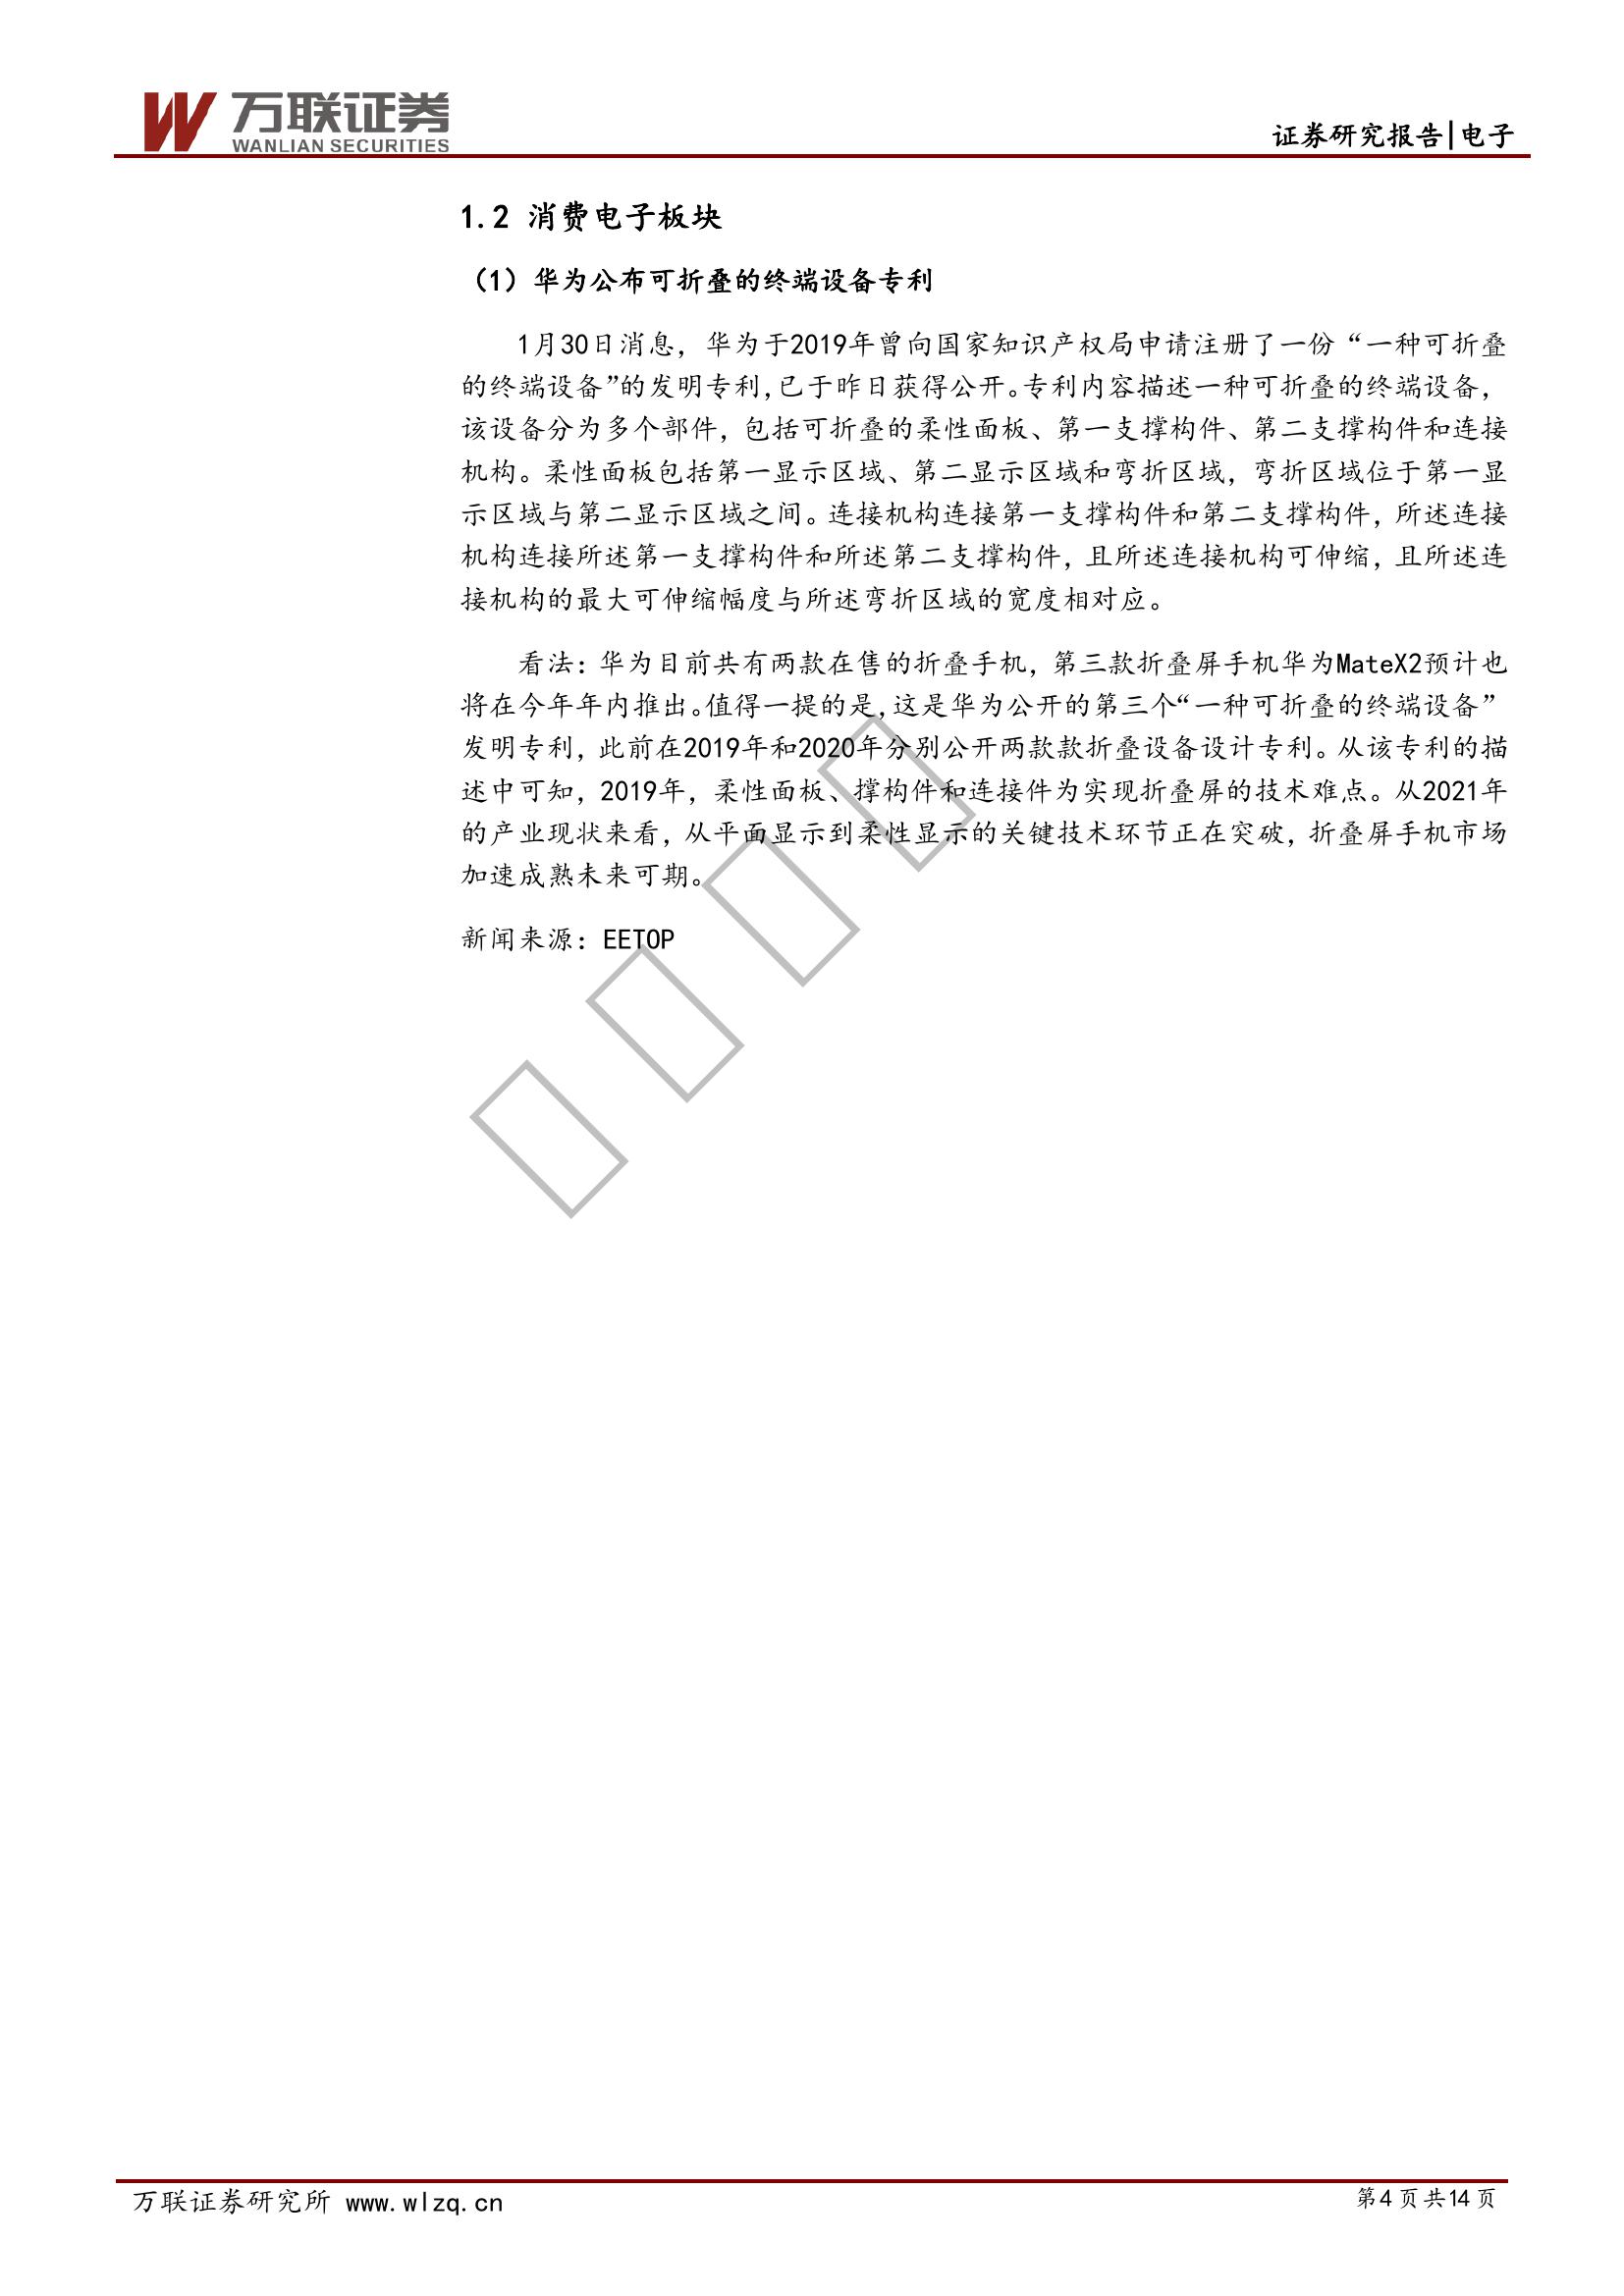 万联证券
WANLIAN SECURITIES
证券研究报告|电子
1.2 消费电子板块
（1）华为公布可折叠的终端设备专利
1月30日消息，华为于2019年曾向国家知识产权局申请注册了一份“一种可折叠
的终端设备”的发明专利,已于昨日获得公开。专利内容描述一种可折叠的终端设备，
该设备分为多个部件，包括可折叠的柔性面板、第一支撑构件、第二支撑构件和连接
机构。柔性面板包括第一显示区域、第二显示区域和弯折区域，弯折区域位于第一显
示区域与第二显示区域之间。连接机构连接第一支撑构件和第二支撑构件，所述连接
机构连接所述第一支撑构件和所述第二支撑构件，且所述连接机构可伸缩，且所述连
接机构的最大可伸缩幅度与所述弯折区域的宽度相对应。
看法：华为目前共有两款在售的折叠手机，第三款折叠屏手机华为MateX2预计也
将在今年年内推出。值得一提的是,这是华为公开的第三个“一种可折叠的终端设备”
发明专利，此前在2019年和2020年分别公开两款款折叠设备设计专利。从该专利的描
述中可知，2019年，柔性面板、撑构件和连接件为实现折叠屏的技术难点。从2021年
的产业现状来看，从平面显示到柔性显示的关键技术环节正在突破，折叠屏手机市场
加速成熟未来可期。
新闻来源：EETOP
万联证券研究所 www.wlzq.cn
第4页共14页